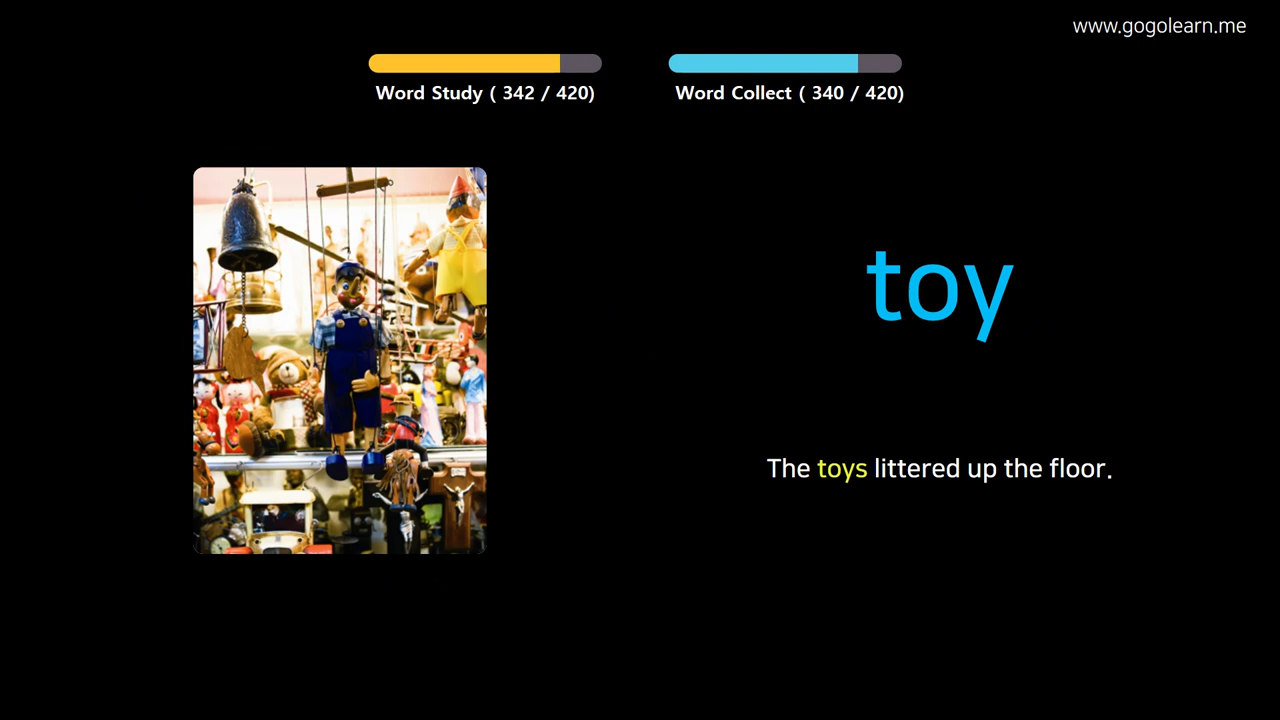 www.gogolearn.me
Word Study ( 342 / 420)
Word Collect ( 340 / 420)
toy
The toys littered up the floor.